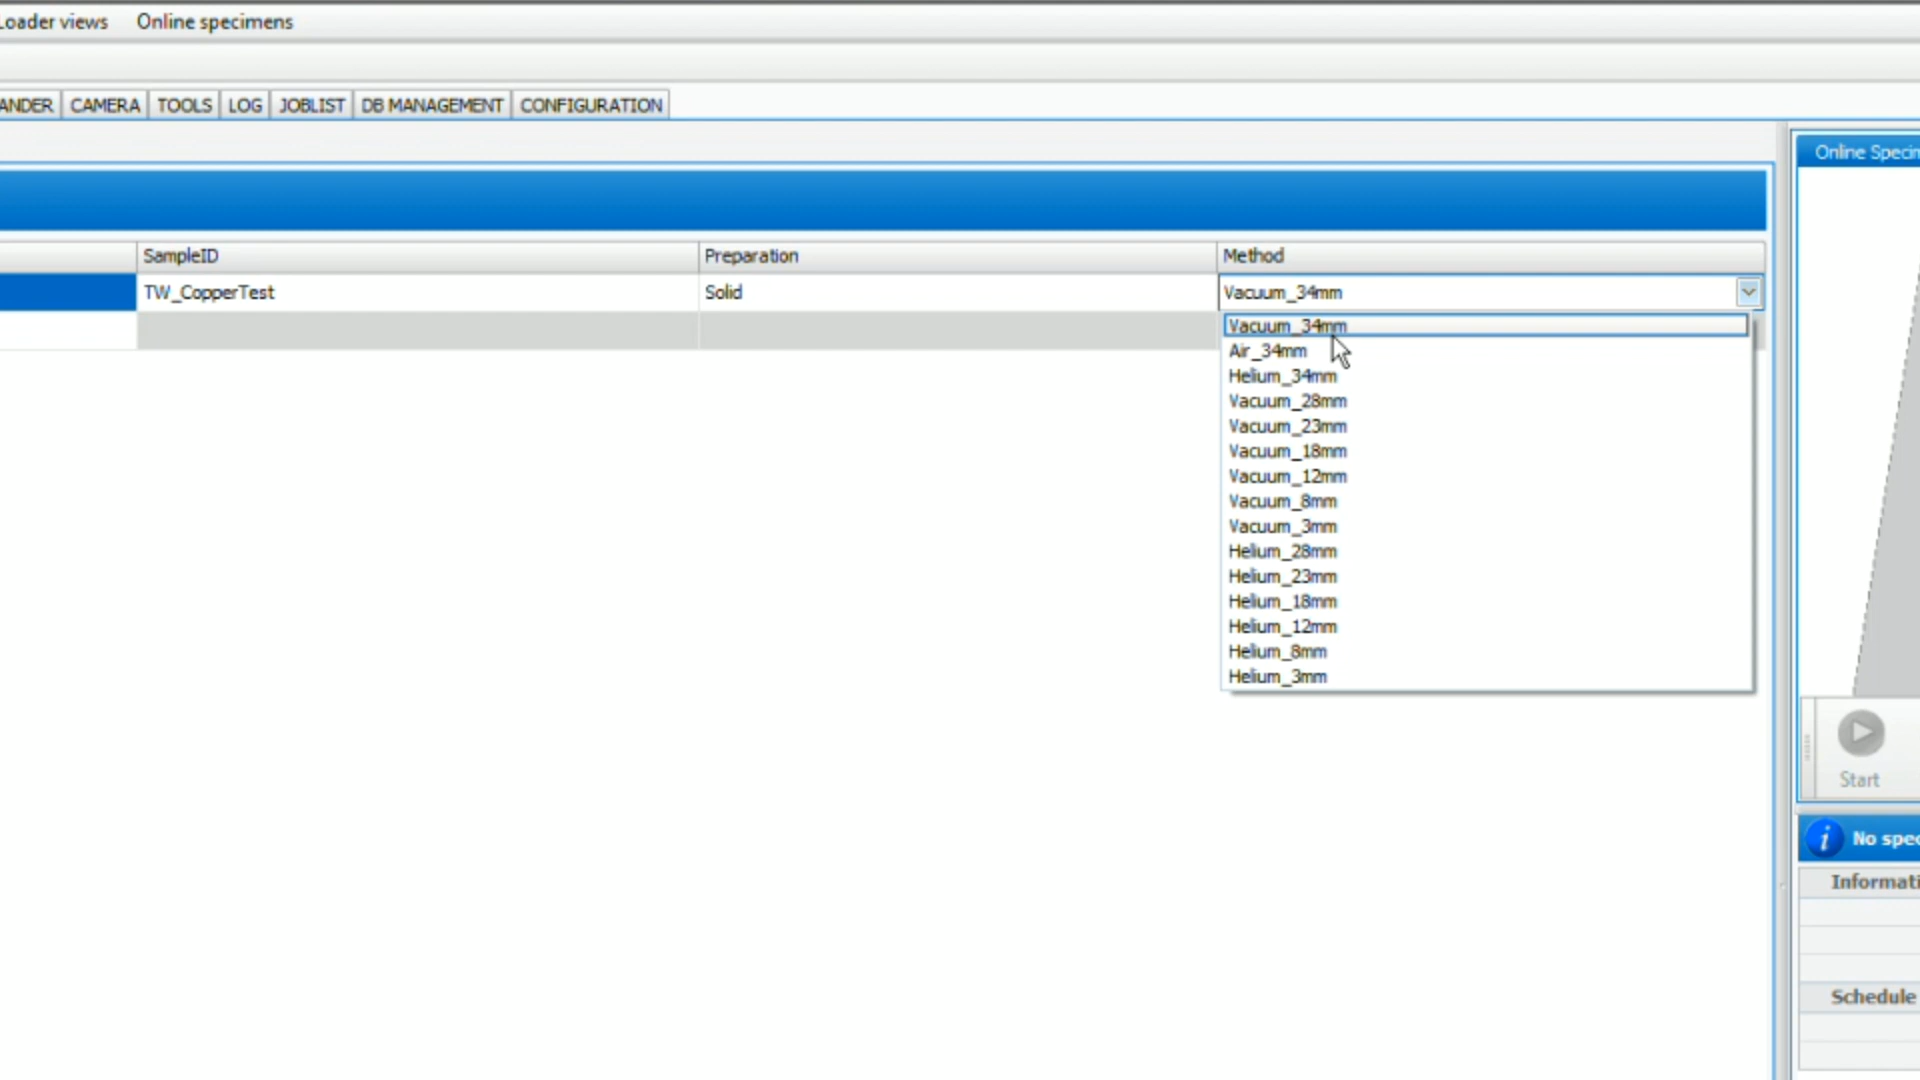 Loader views Online specimens
ANDER CAMERA TOOLS LOG JOBLIST DB MANAGEMENT CONFIGURATION
Online Specim
SampleID Preparation Method
TW_CopperTest Solid Vacuum_34mm
Vacuum_34mm
Air_34mm
Helium_34mm
Vacuum_28mm
Vacuum_23mm
Vacuum_18mm
Vacuum_12mm
Vacuum_8mm
Vacuum_3mm
Helium_28mm
Helium_23mm
Helium_18mm
Helium_12mm
Helium_8mm
Helium_3mm
Start
No spec
Informati
Schedule